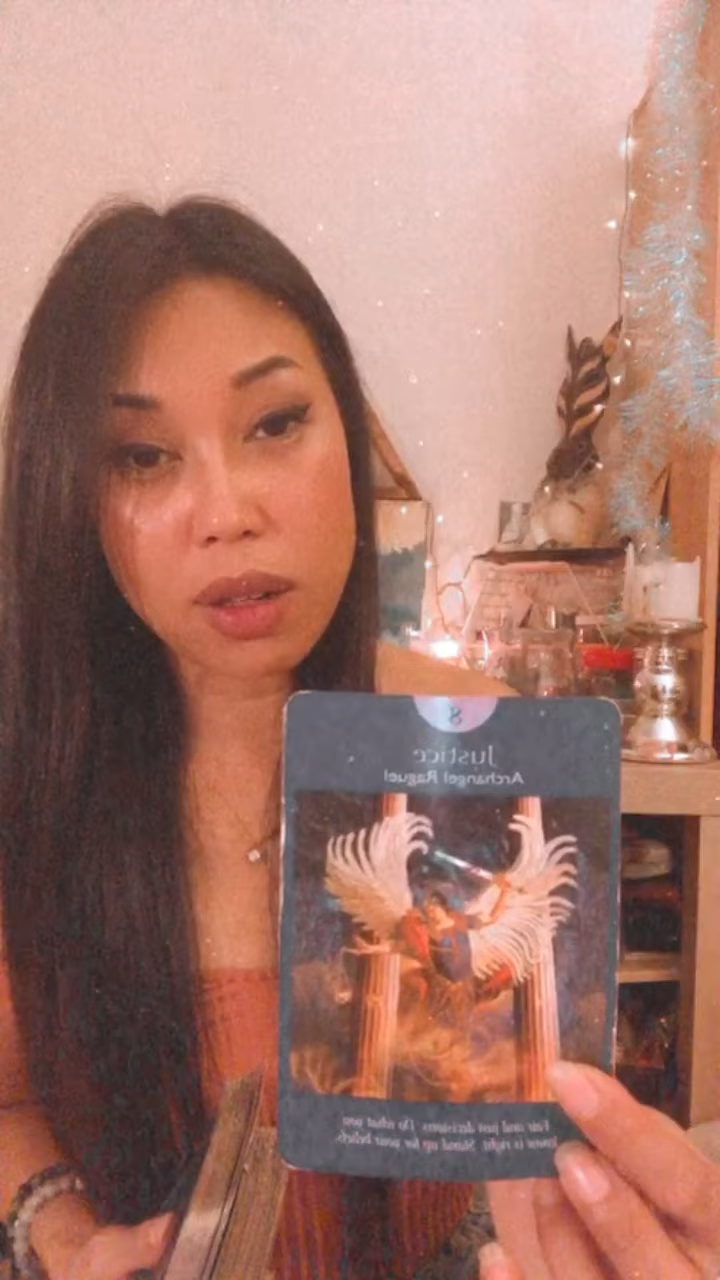 8
Justice
Archangel Raguel
Fair and just decisions. Do what you
know is right. Stand up for your beliefs.